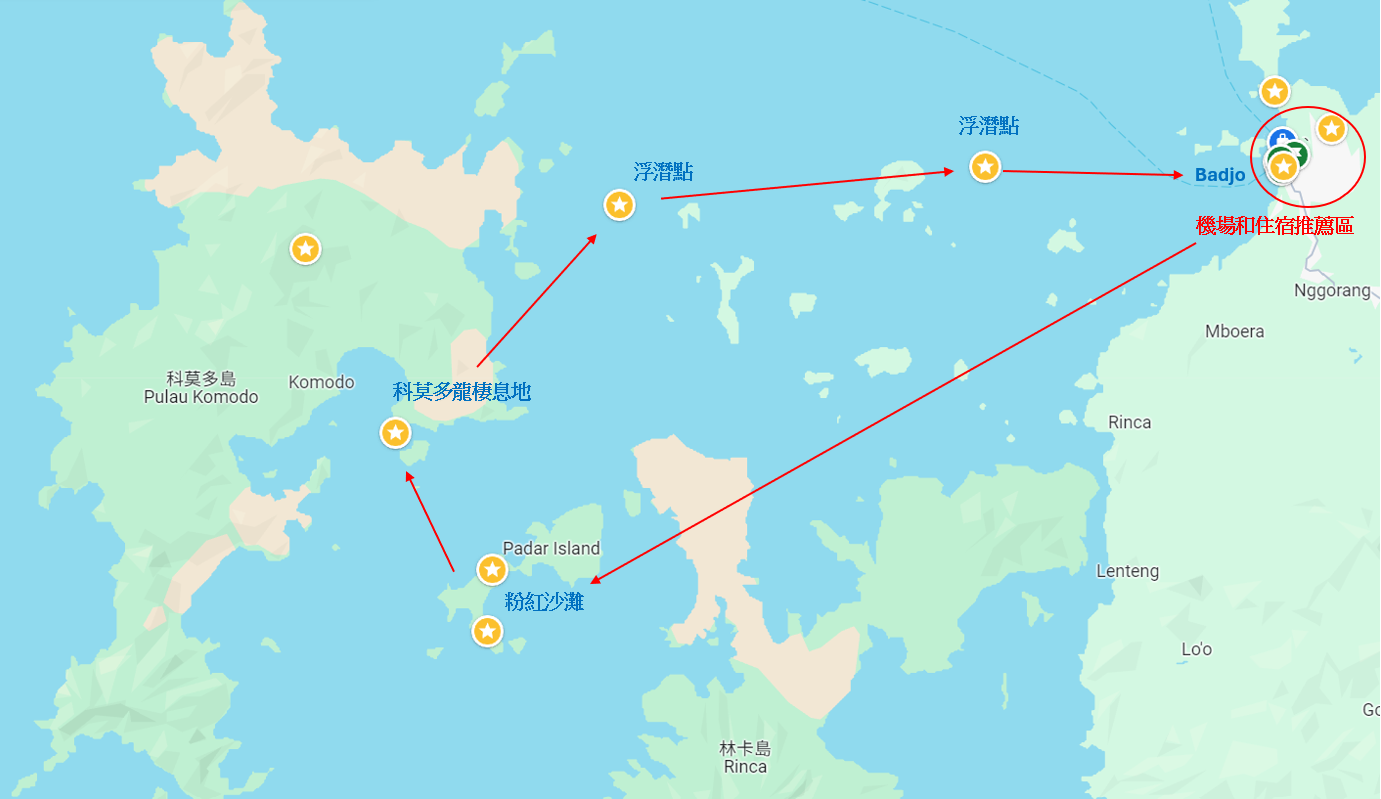 浮潛點
浮潛點
Badjo
機場和住宿推薦區
Nggorang
Mboera
科莫多島
Pulau Komodo
Komodo
科莫多龍棲息地
Rinca
Padar Island
粉紅沙灘
Lenteng
Lo'o
Go
林卡島
Rinca